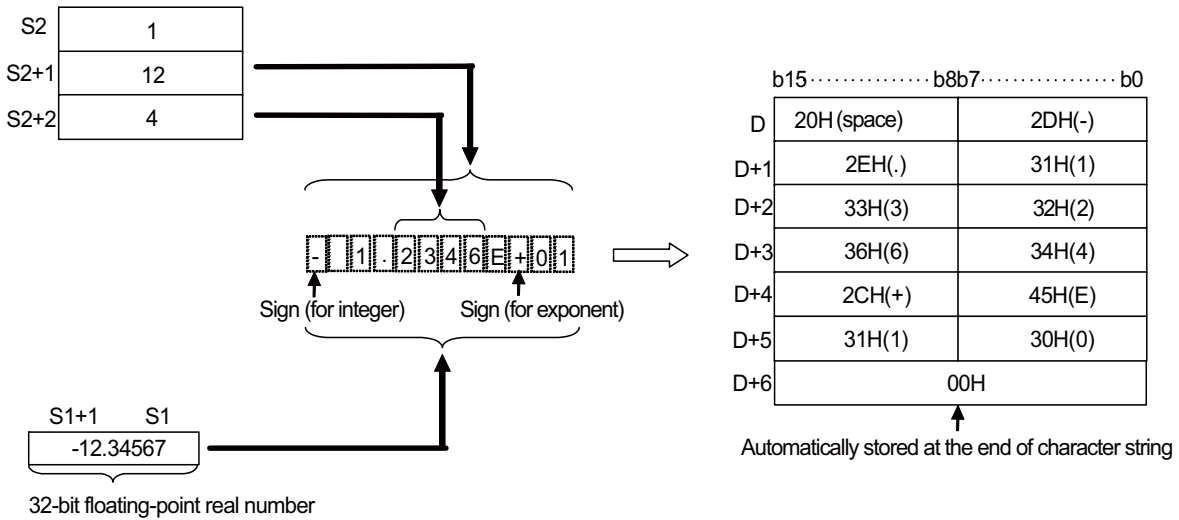 S2 1
S2+1 12
S2+2 4
- 1 . 2 3 4 6 E + 0 1
Sign (for integer) Sign (for exponent)
S1+1 S1
-12.34567
32-bit floating-point real number
b15··············· b8b7················ b0
D 20H (space) 2DH(-)
D+1 2EH(.) 31H(1)
D+2 33H(3) 32H(2)
D+3 36H(6) 34H(4)
D+4 2CH(+) 45H(E)
D+5 31H(1) 30H(0)
D+6 00H
Automatically stored at the end of character string